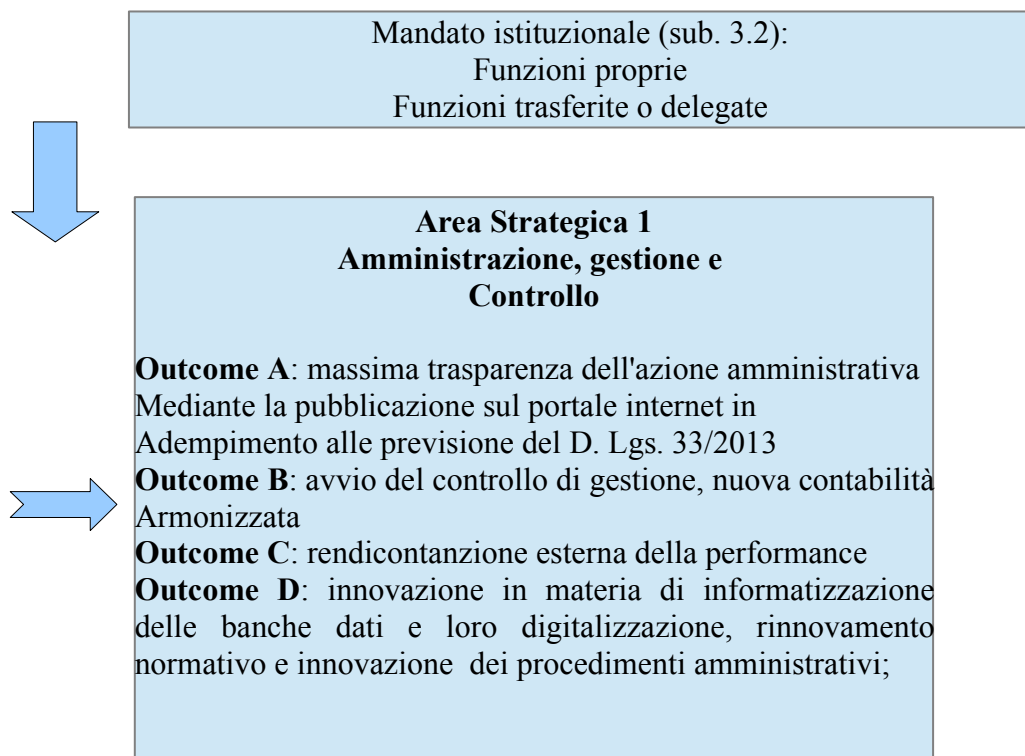 Mandato istituzionale (sub. 3.2):
Funzioni proprie
Funzioni trasferite o delegate
Area Strategica 1
Amministrazione, gestione e
Controllo
Outcome A: massima trasparenza dell'azione amministrativa
Mediante la pubblicazione sul portale internet in
Adempimento alle previsione del D. Lgs. 33/2013
Outcome B: avvio del controllo di gestione, nuova contabilità
Armonizzata
Outcome C: rendicontanzione esterna della performance
Outcome D: innovazione in materia di informatizzazione
delle banche dati e loro digitalizzazione, rinnovamento
normativo e innovazione dei procedimenti amministrativi;